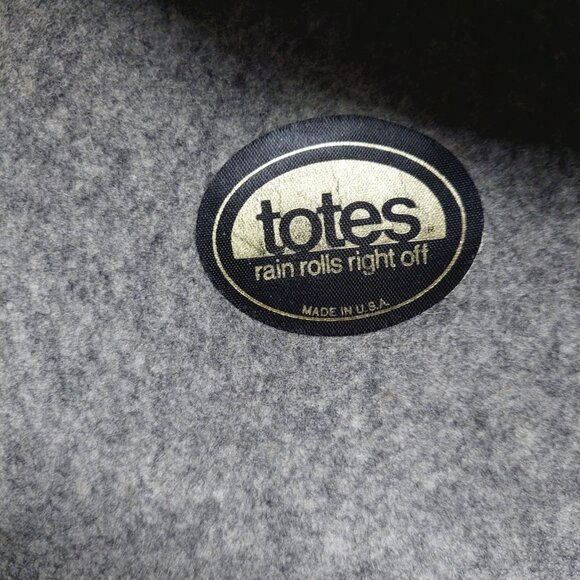 totes
rain rolls right off
MADE IN U.S.A.